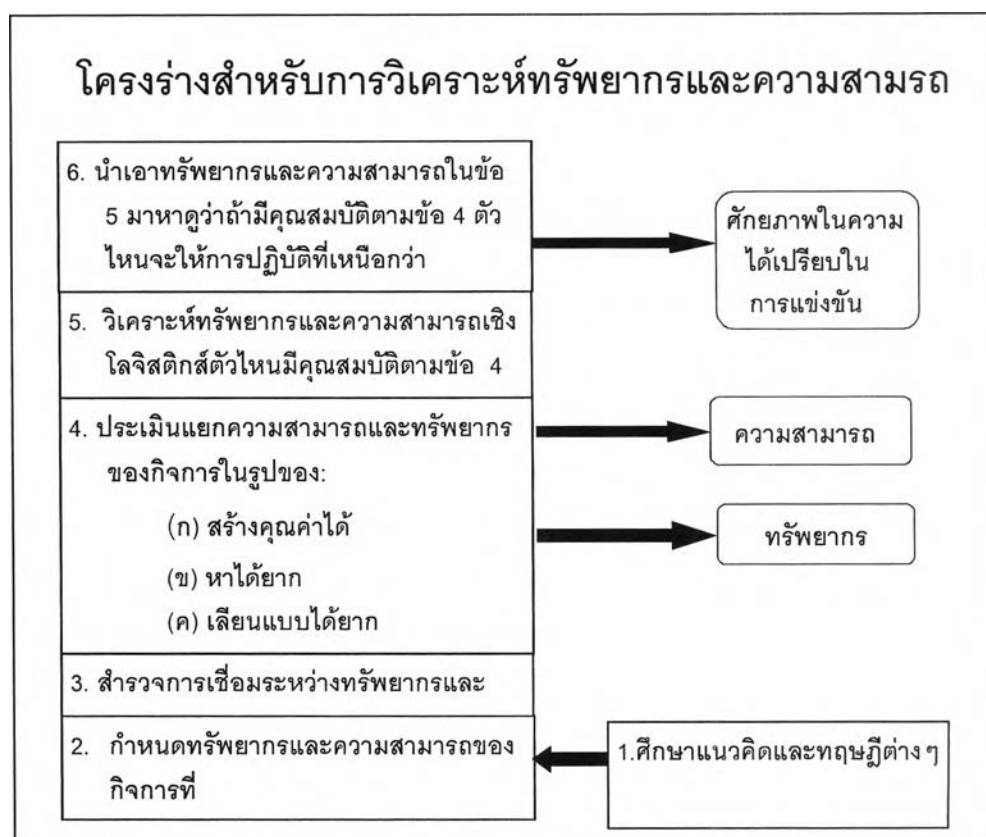 โครงร่างสำหรับการวิเคราะห์ทรัพยากรและความสามรถ
6. นำเอาทรัพยากรและความสามารถในข้อ
5 มาหาดูว่าถ้ามีคุณสมบัติตามข้อ 4 ตัว
ไหนจะให้การปฏิบัติที่เหนือกว่า
ศักยภาพในความ
ได้เปรียบใน
การแข่งขัน
5. วิเคราะห์ทรัพยากรและความสามารถเชิง
โลจิสติกส์ตัวไหนมีคุณสมบัติตามข้อ 4
4. ประเมินแยกความสามารถและทรัพยากร
ของกิจการในรูปของ:
(ก) สร้างคุณค่าได้
(ข) หาได้ยาก
(ค) เลียนแบบได้ยาก
ความสามารถ
ทรัพยากร
3. สำรวจการเชื่อมระหว่างทรัพยากรและ
2. กำหนดทรัพยากรและความสามารถของ
กิจการที่
1.ศึกษาแนวคิดและทฤษฎีต่างๆ